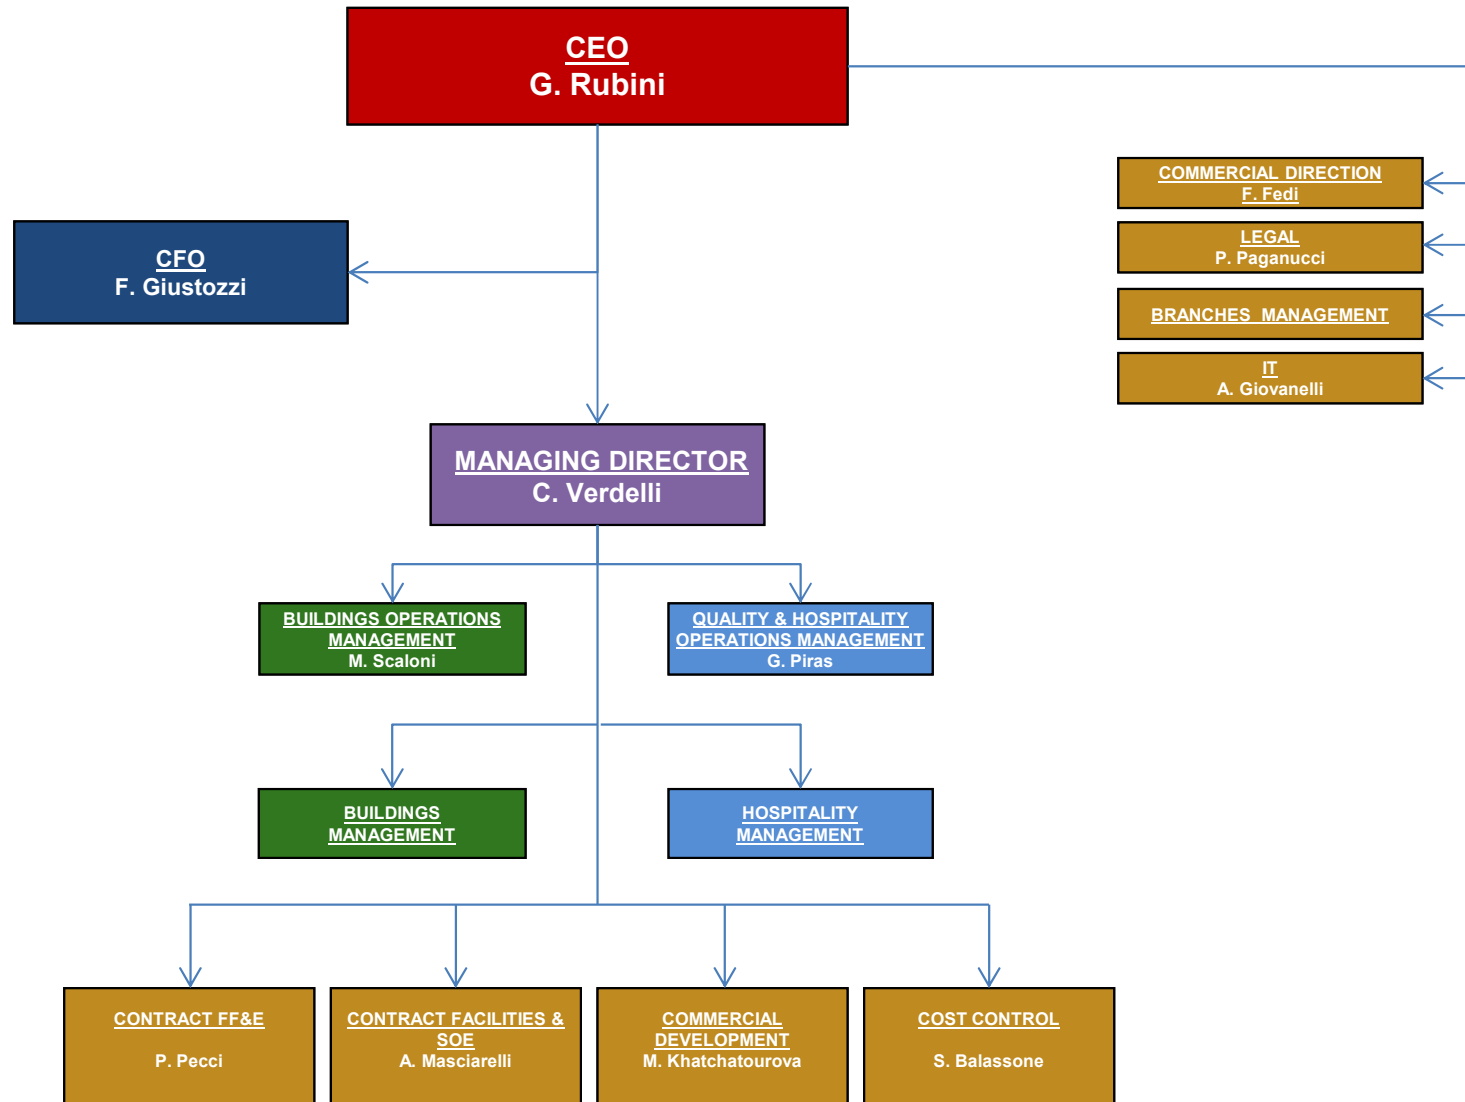 CEO
G. Rubini
COMMERCIAL DIRECTION
F. Fedi
LEGAL
P. Paganucci
CFO
F. Giustozzi
BRANCHES  MANAGEMENT
IT
A. Giovanelli
MANAGING DIRECTOR
C. Verdelli
BUILDINGS OPERATIONS
MANAGEMENT
M. Scaloni
QUALITY & HOSPITALITY
OPERATIONS MANAGEMENT
G. Piras
BUILDINGS
MANAGEMENT
HOSPITALITY
MANAGEMENT
CONTRACT FF&E
P. Pecci
CONTRACT FACILITIES &
SOE
A. Masciarelli
COMMERCIAL
DEVELOPMENT
M. Khatchatourova
COST CONTROL
S. Balassone